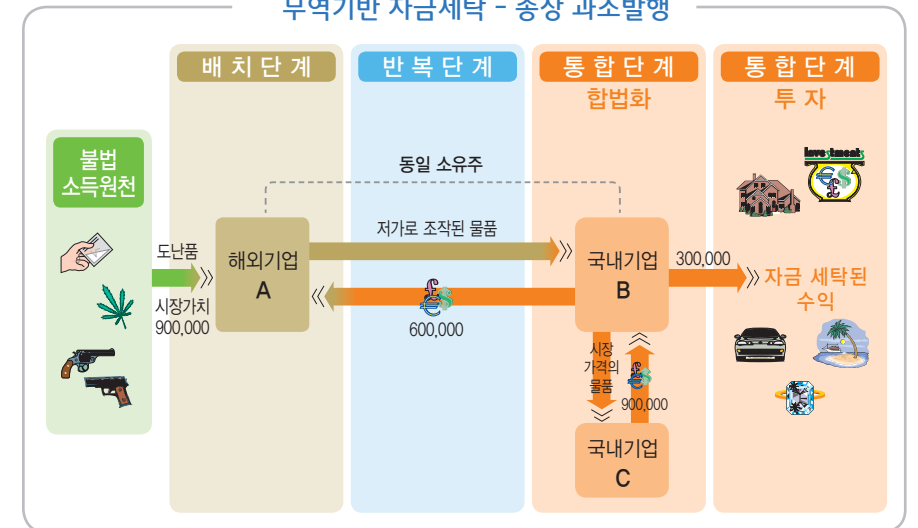 무역기반 자금세탁 - 송장 과소발행
배치단계
반복단계
통합단계
합법화
통합단계
투자
불법
소득원천
동일 소유주
Investments
도난품
시장가치
900,000
해외기업
A
저가로 조작된 물품
600,000
국내기업
B
300,000
자금 세탁된
수익
시장
가격의
물품
900,000
국내기업
C